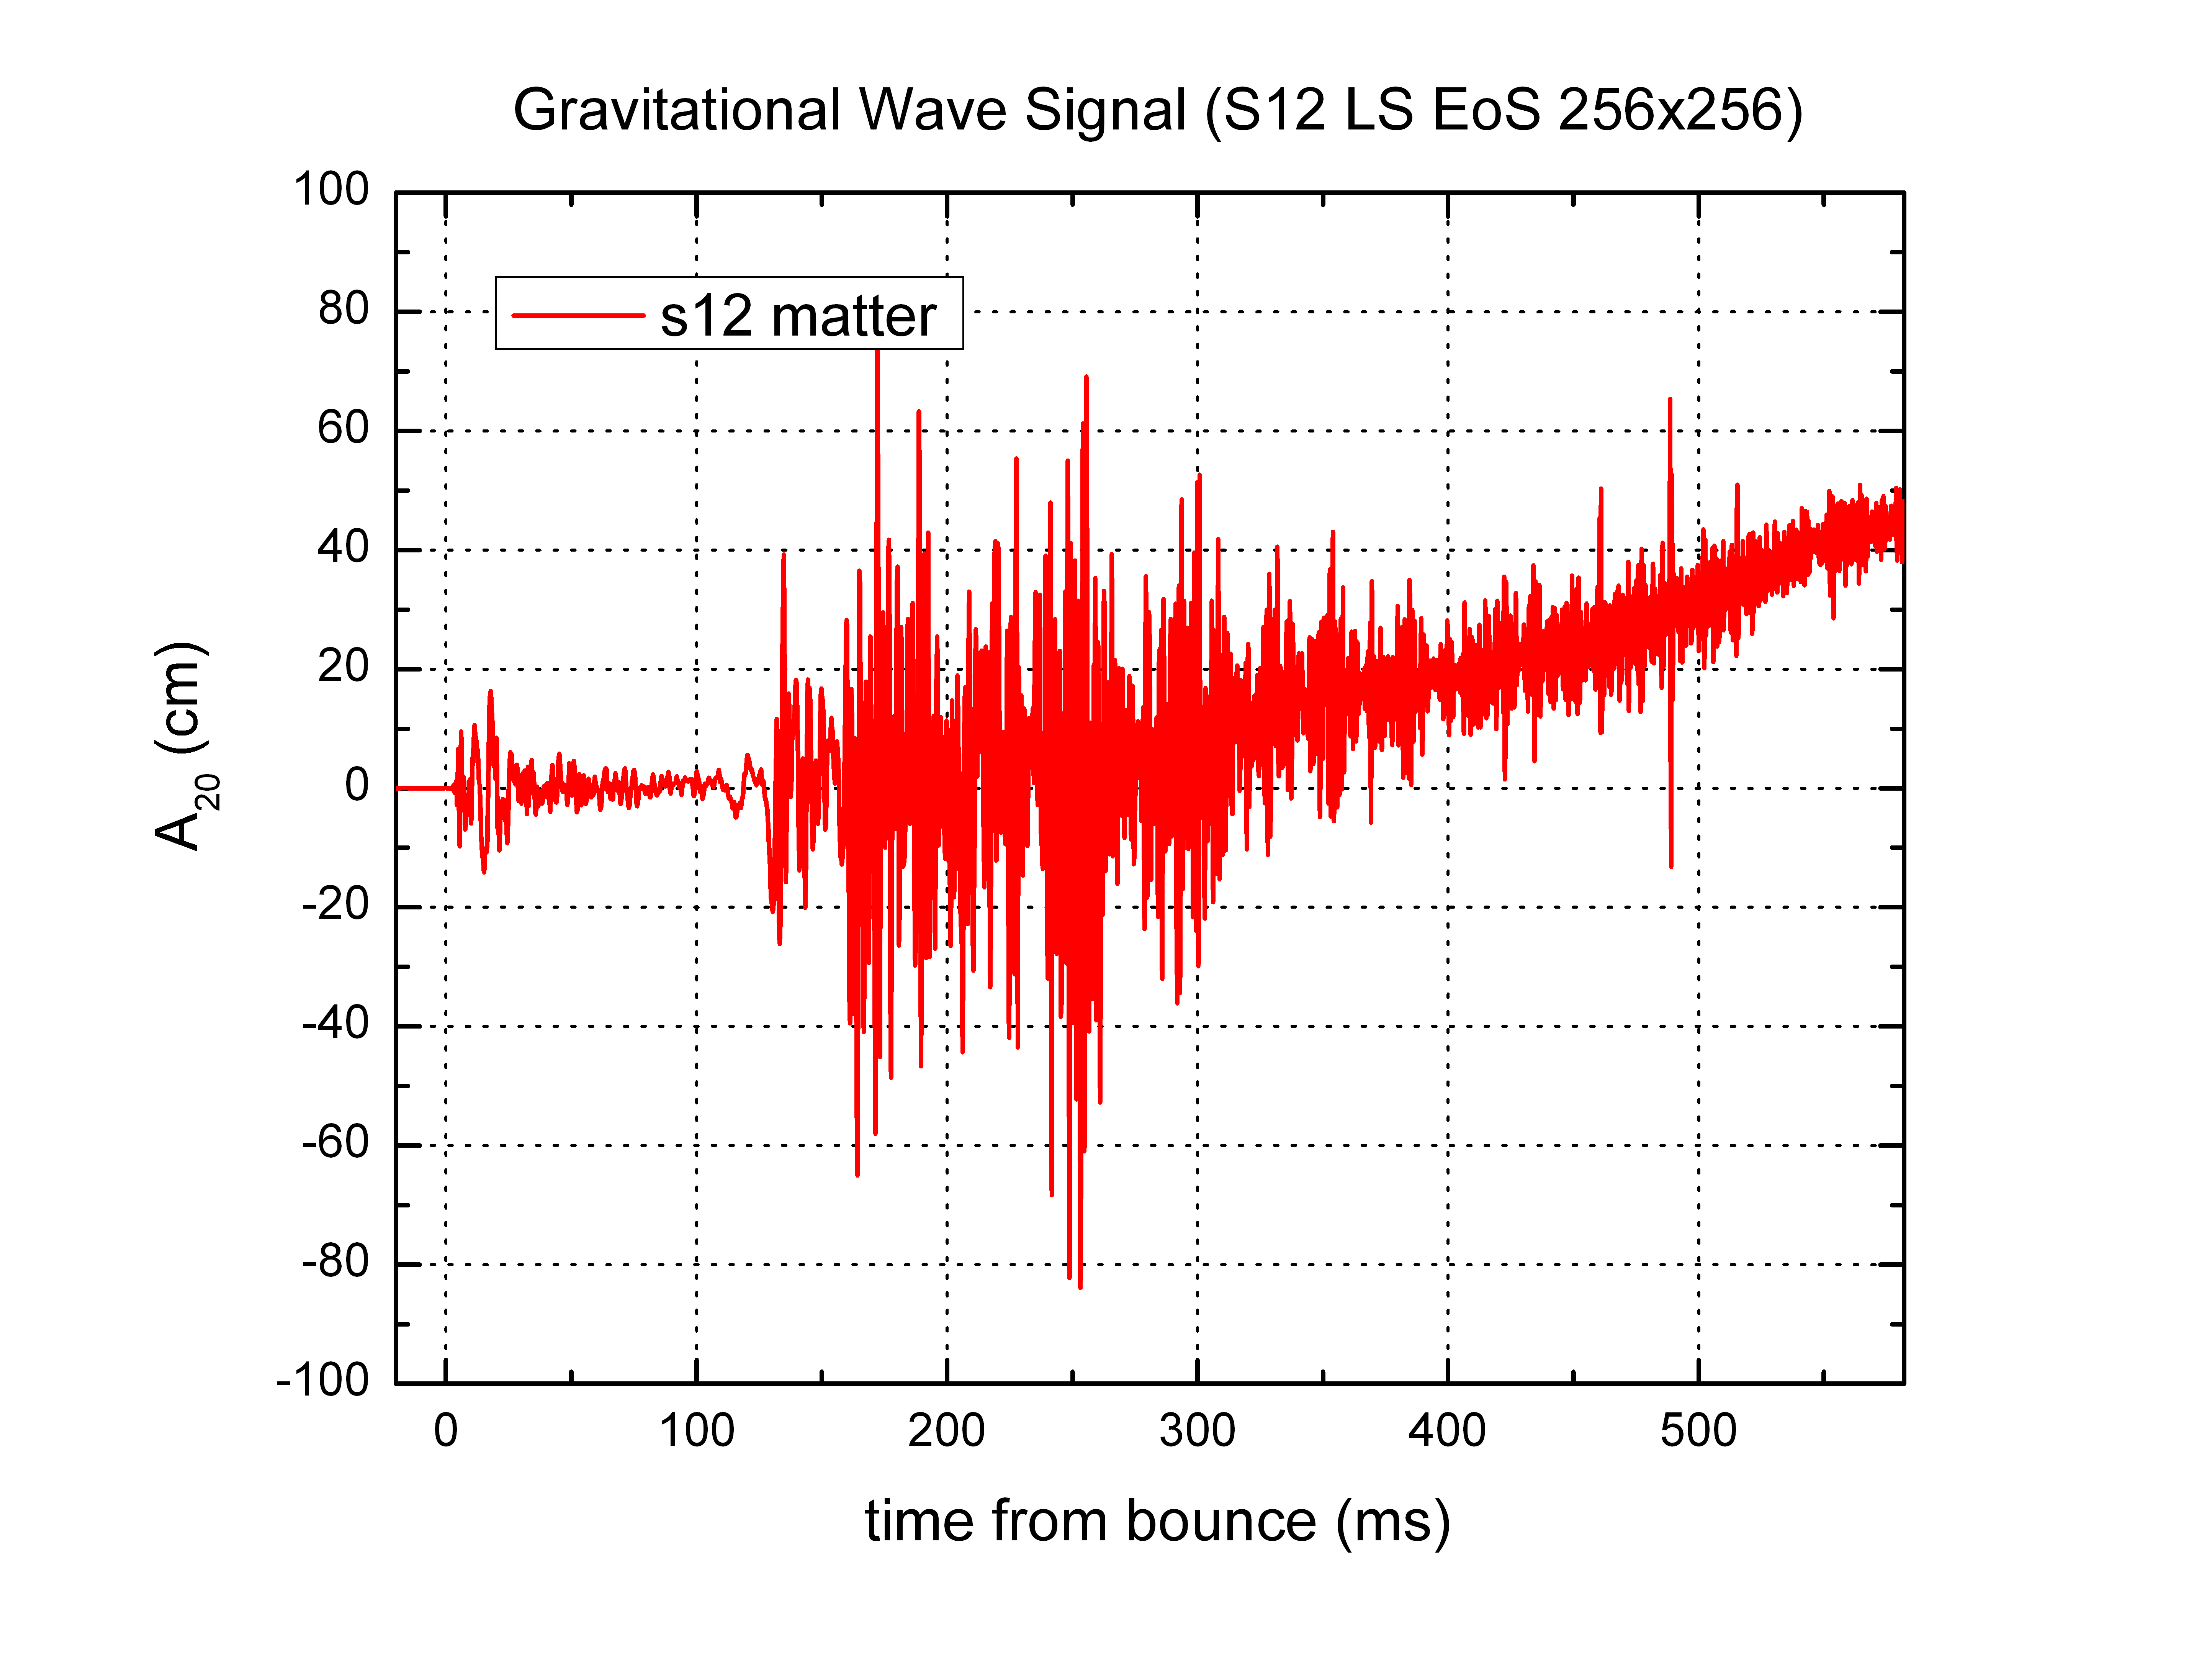 Gravitational Wave Signal (S12 LS EoS 256x256)
100
80
60
40
20
0
-20
-40
-60
-80
-100
A20 (cm)
s12 matter
0 100 200 300 400 500
time from bounce (ms)